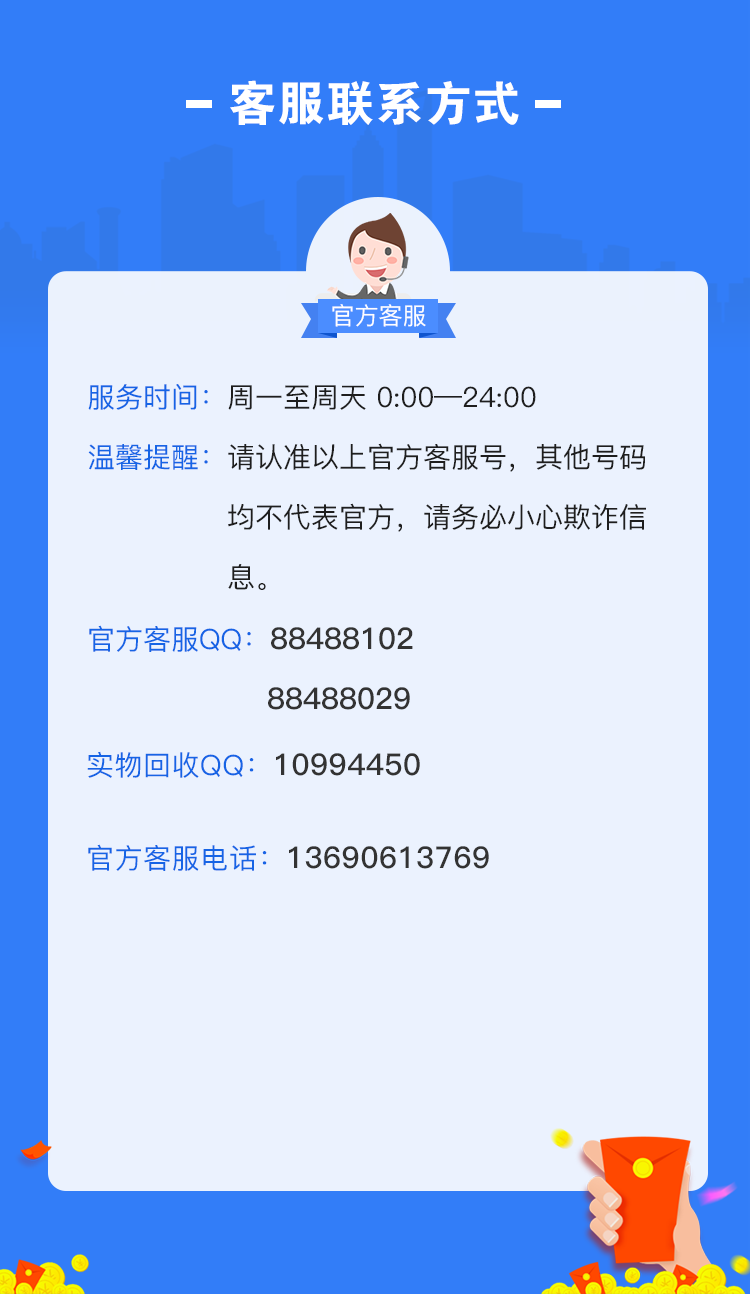 客服联系方式
官方客服
服务时间：周一至周天 0:00—24:00
温馨提醒：请认准以上官方客服号，其他号码
均不代表官方，请务必小心欺诈信
息。
官方客服QQ：88488102
88488029
实物回收QQ：10994450
官方客服电话：13690613769